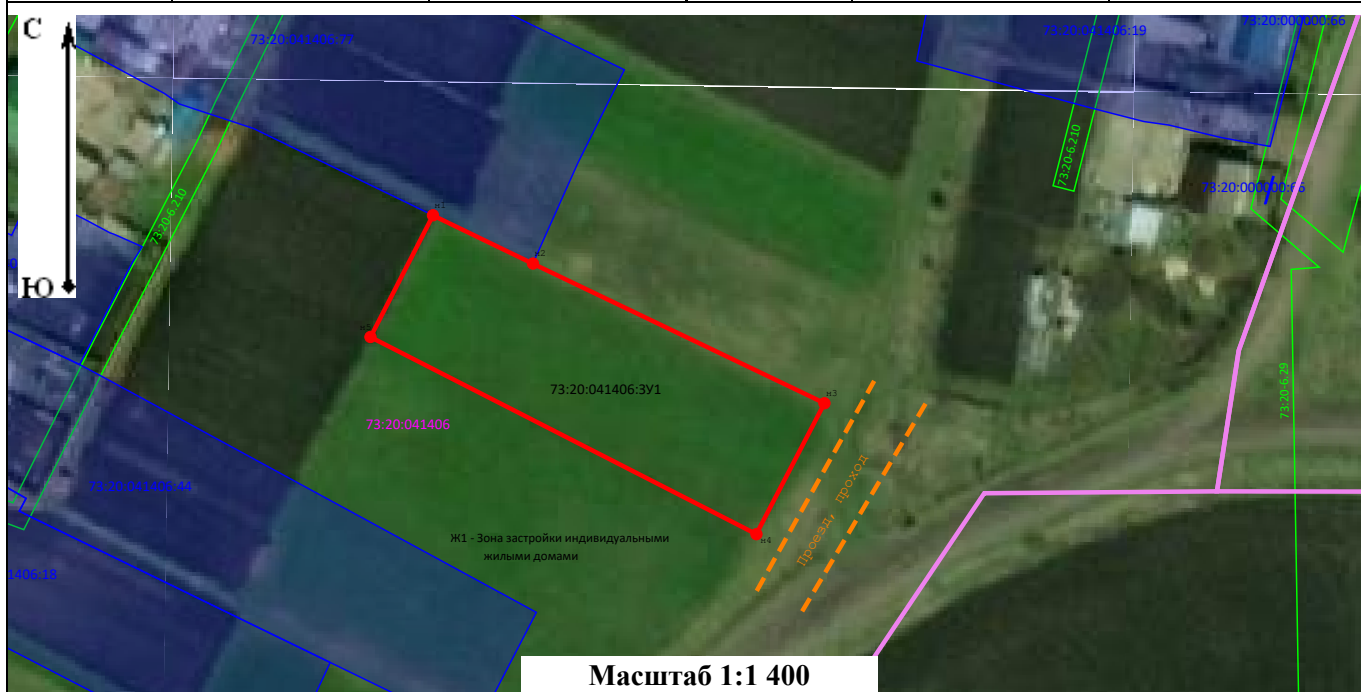 С
Ю
73:20:041406:77
73:20:041406:19
73:20:000000:66
73:20-6.210
73:20-6.210
73:20:000000:66
н1
н2
н5
н3
73:20:041406:ЗУ1
73:20-6.29
73:20:041406
Проезд, проход
73:20:041406:44
н4
Ж1 - Зона застройки индивидуальными
жилыми домами
1406:18
Масштаб 1:1 400